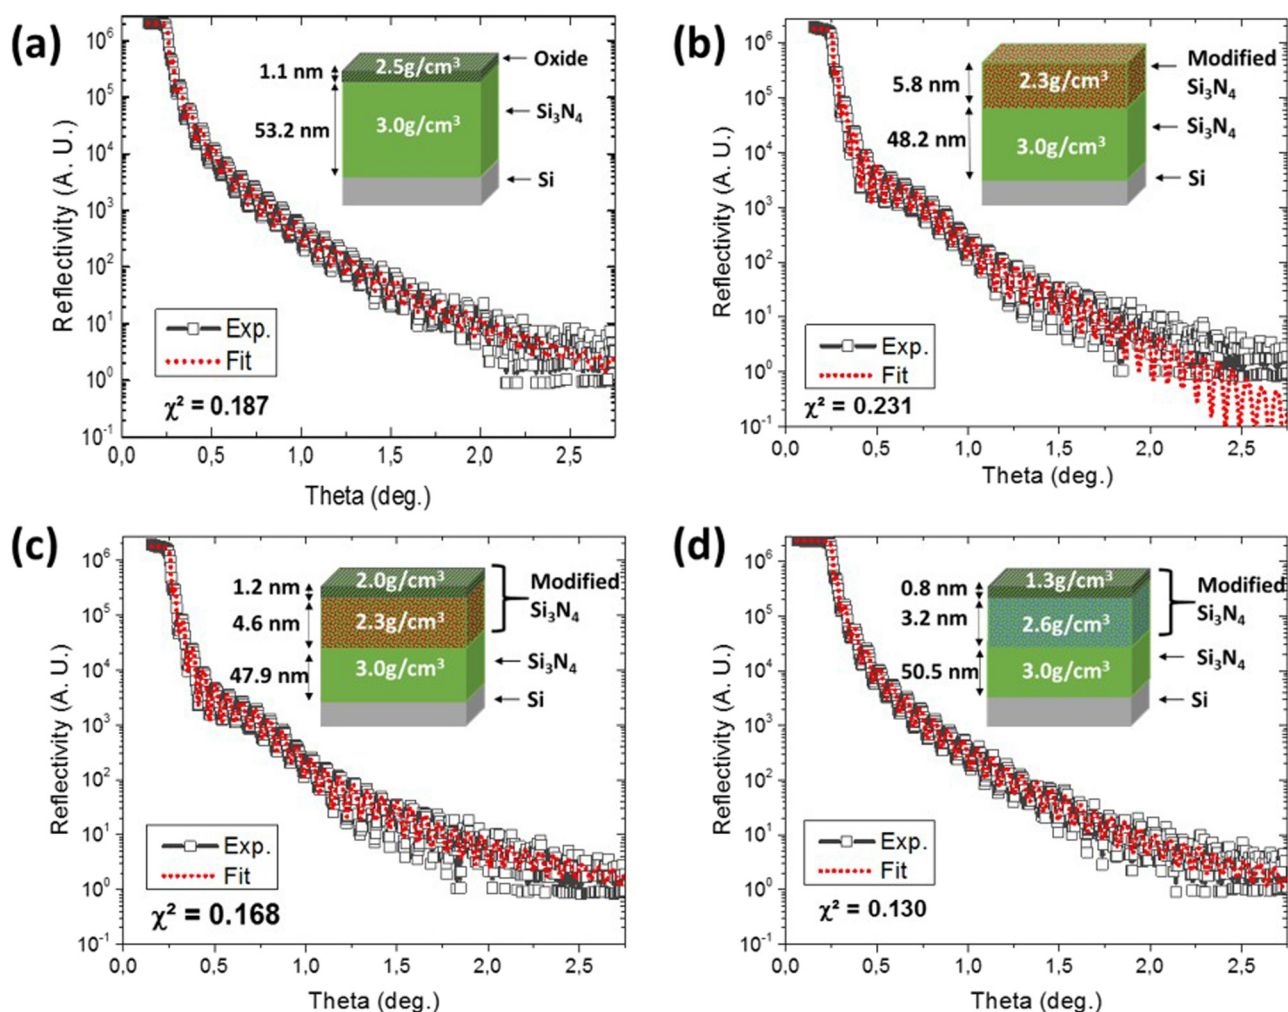 (a)
10⁶
10⁵
10⁴
10³
10²
10¹
10⁰
10⁻¹
Reflectivity (A. U.)
1.1 nm
2.5g/cm³
Oxide
53.2 nm
3.0g/cm³
Si₃N₄
Si
Exp.
Fit
χ² = 0.187
0,0 0,5 1,0 1,5 2,0 2,5
Theta (deg.)
(b)
10⁶
10⁵
10⁴
10³
10²
10¹
10⁰
10⁻¹
Reflectivity (A. U.)
5.8 nm
2.3g/cm³
Modified
Si₃N₄
48.2 nm
3.0g/cm³
Si₃N₄
Si
Exp.
Fit
χ² = 0.231
0,0 0,5 1,0 1,5 2,0 2,5
Theta (deg.)
(c)
10⁶
10⁵
10⁴
10³
10²
10¹
10⁰
10⁻¹
Reflectivity (A. U.)
1.2 nm
2.0g/cm³
Modified
Si₃N₄
4.6 nm
2.3g/cm³
47.9 nm
3.0g/cm³
Si₃N₄
Si
Exp.
Fit
χ² = 0.168
0,0 0,5 1,0 1,5 2,0 2,5
Theta (deg.)
(d)
10⁶
10⁵
10⁴
10³
10²
10¹
10⁰
10⁻¹
Reflectivity (A. U.)
0.8 nm
1.3g/cm³
Modified
Si₃N₄
3.2 nm
2.6g/cm³
50.5 nm
3.0g/cm³
Si₃N₄
Si
Exp.
Fit
χ² = 0.130
0,0 0,5 1,0 1,5 2,0 2,5
Theta (deg.)